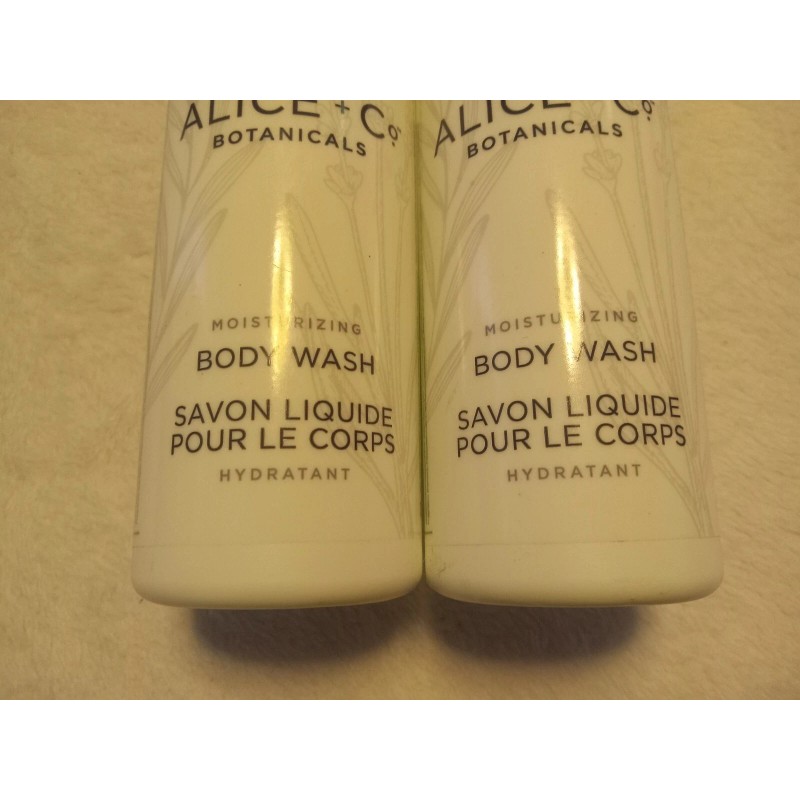 ALICE + Co.
BOTANICALS
MOISTURIZING
BODY WASH
SAVON LIQUIDE
POUR LE CORPS
HYDRATANT
ALICE + Co.
BOTANICALS
MOISTURIZING
BODY WASH
SAVON LIQUIDE
POUR LE CORPS
HYDRATANT